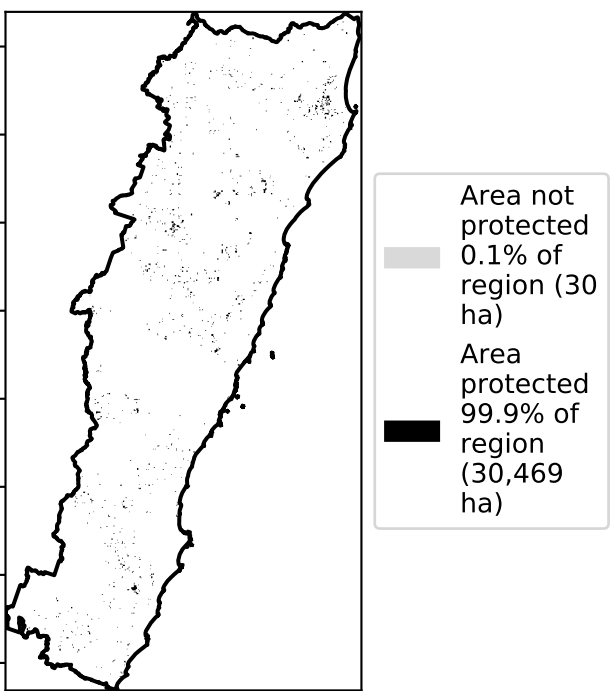 Area not
protected
0.1% of
region (30
ha)
Area
protected
99.9% of
region
(30,469
ha)